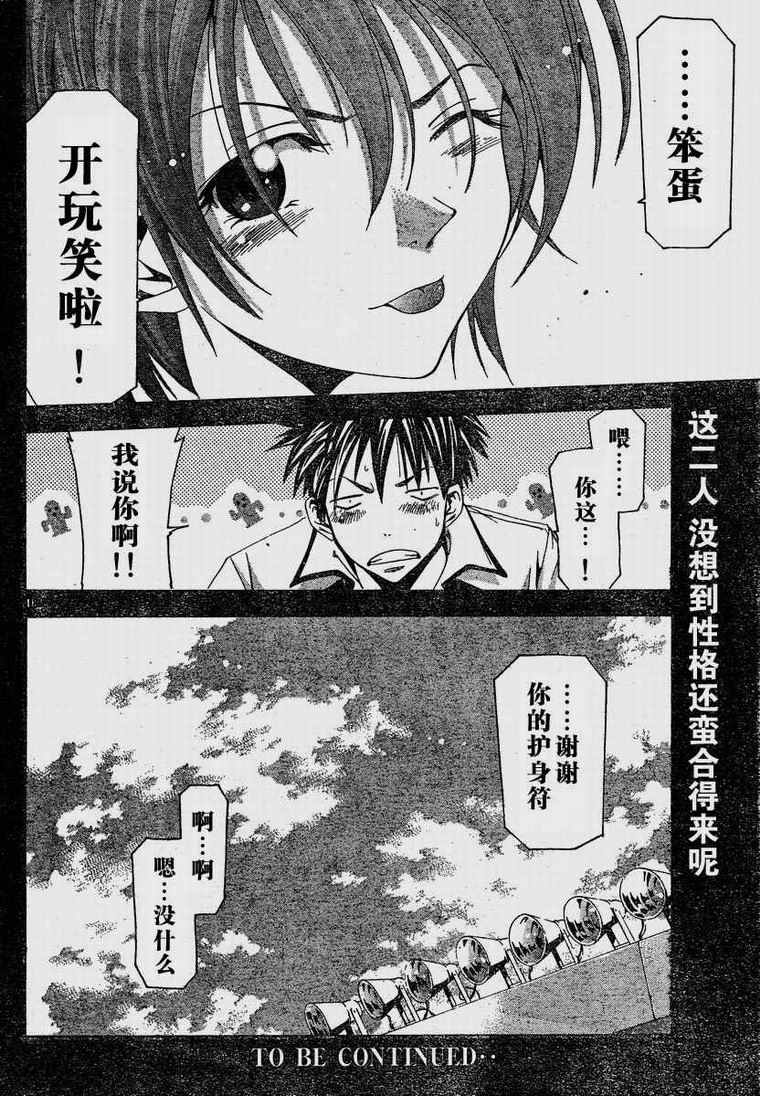 ……笨蛋
开玩笑啦！
喂……
你这…！
我说你啊!!
……谢谢
你的护身符
啊…啊
嗯…没什么
这二人 没想到性格还蛮合得来呢
TO BE CONTINUED··